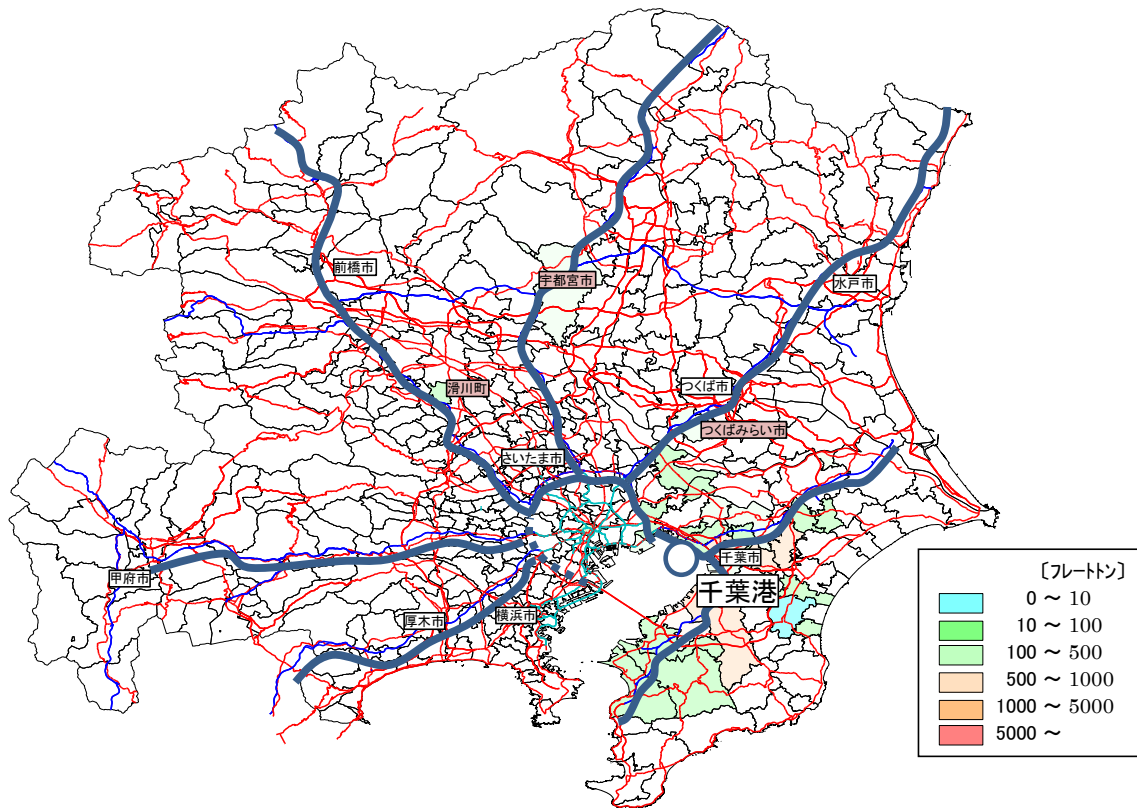 前橋市
宇都宮市
水戸市
滑川町
つくば市
つくばみらい市
さいたま市
千葉市
甲府市
千葉港
厚木市
横浜市
〔フレートトン〕
0 ～ 10
10 ～ 100
100 ～ 500
500 ～ 1000
1000 ～ 5000
5000 ～